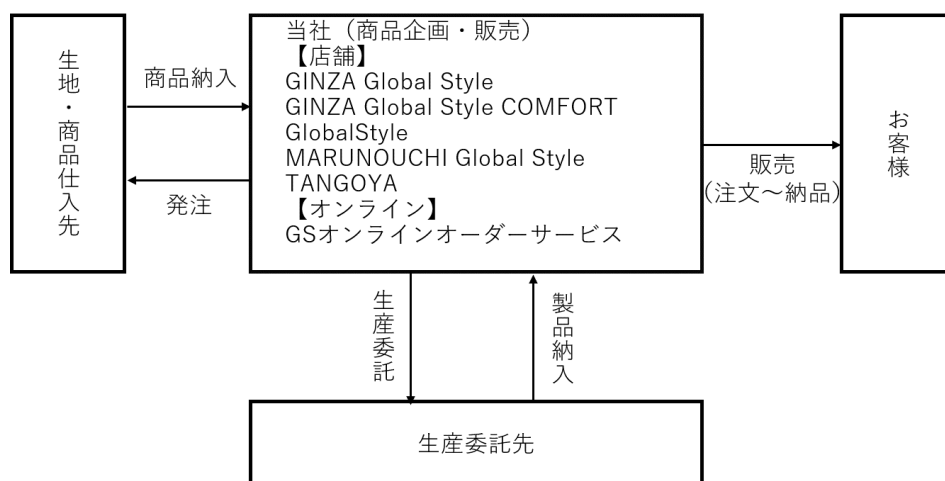 生地・商品仕入先
商品納入
発注
当社（商品企画・販売）
【店舗】
GINZA Global Style
GINZA Global Style COMFORT
GlobalStyle
MARUNOUCHI Global Style
TANGOYA
【オンライン】
GSオンラインオーダーサービス
販売
(注文～納品)
お客様
生産委託
製品納入
生産委託先